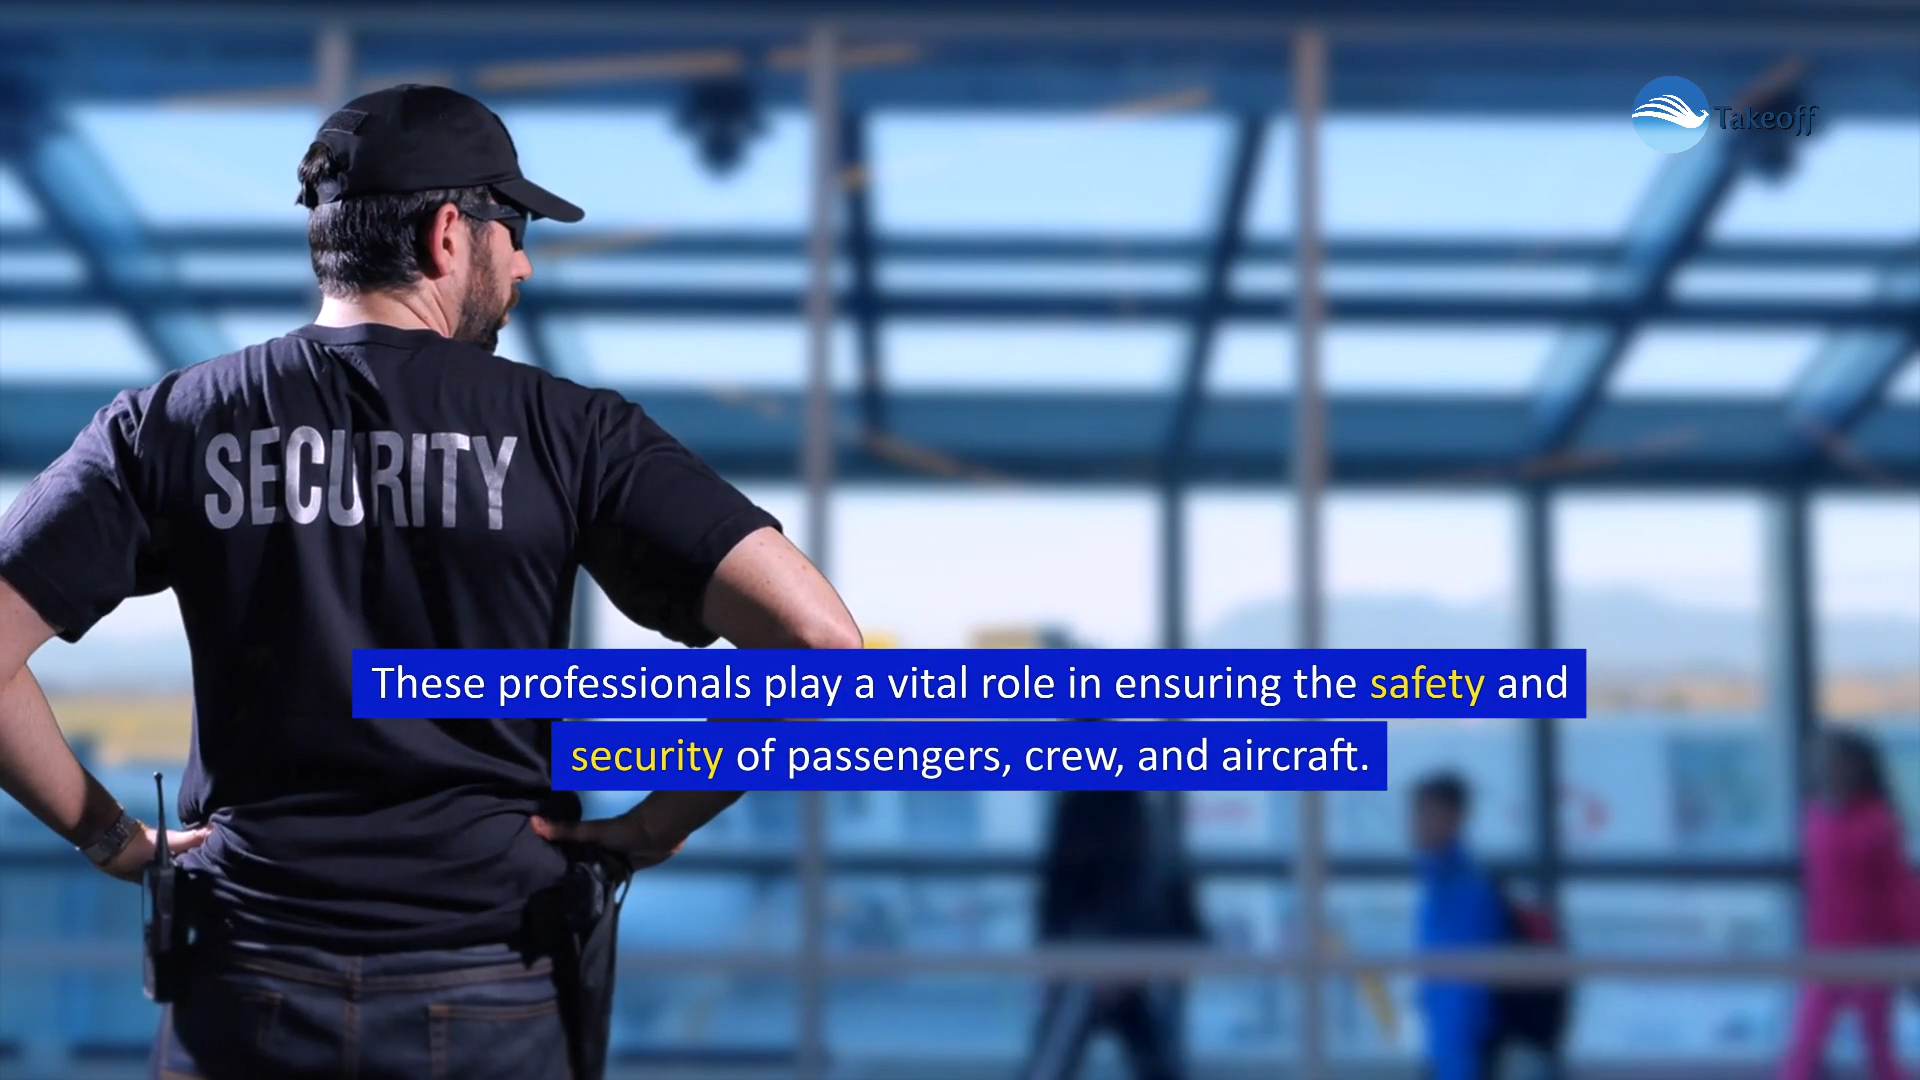 Takeoff
SECURITY
These professionals play a vital role in ensuring the safety and
security of passengers, crew, and aircraft.